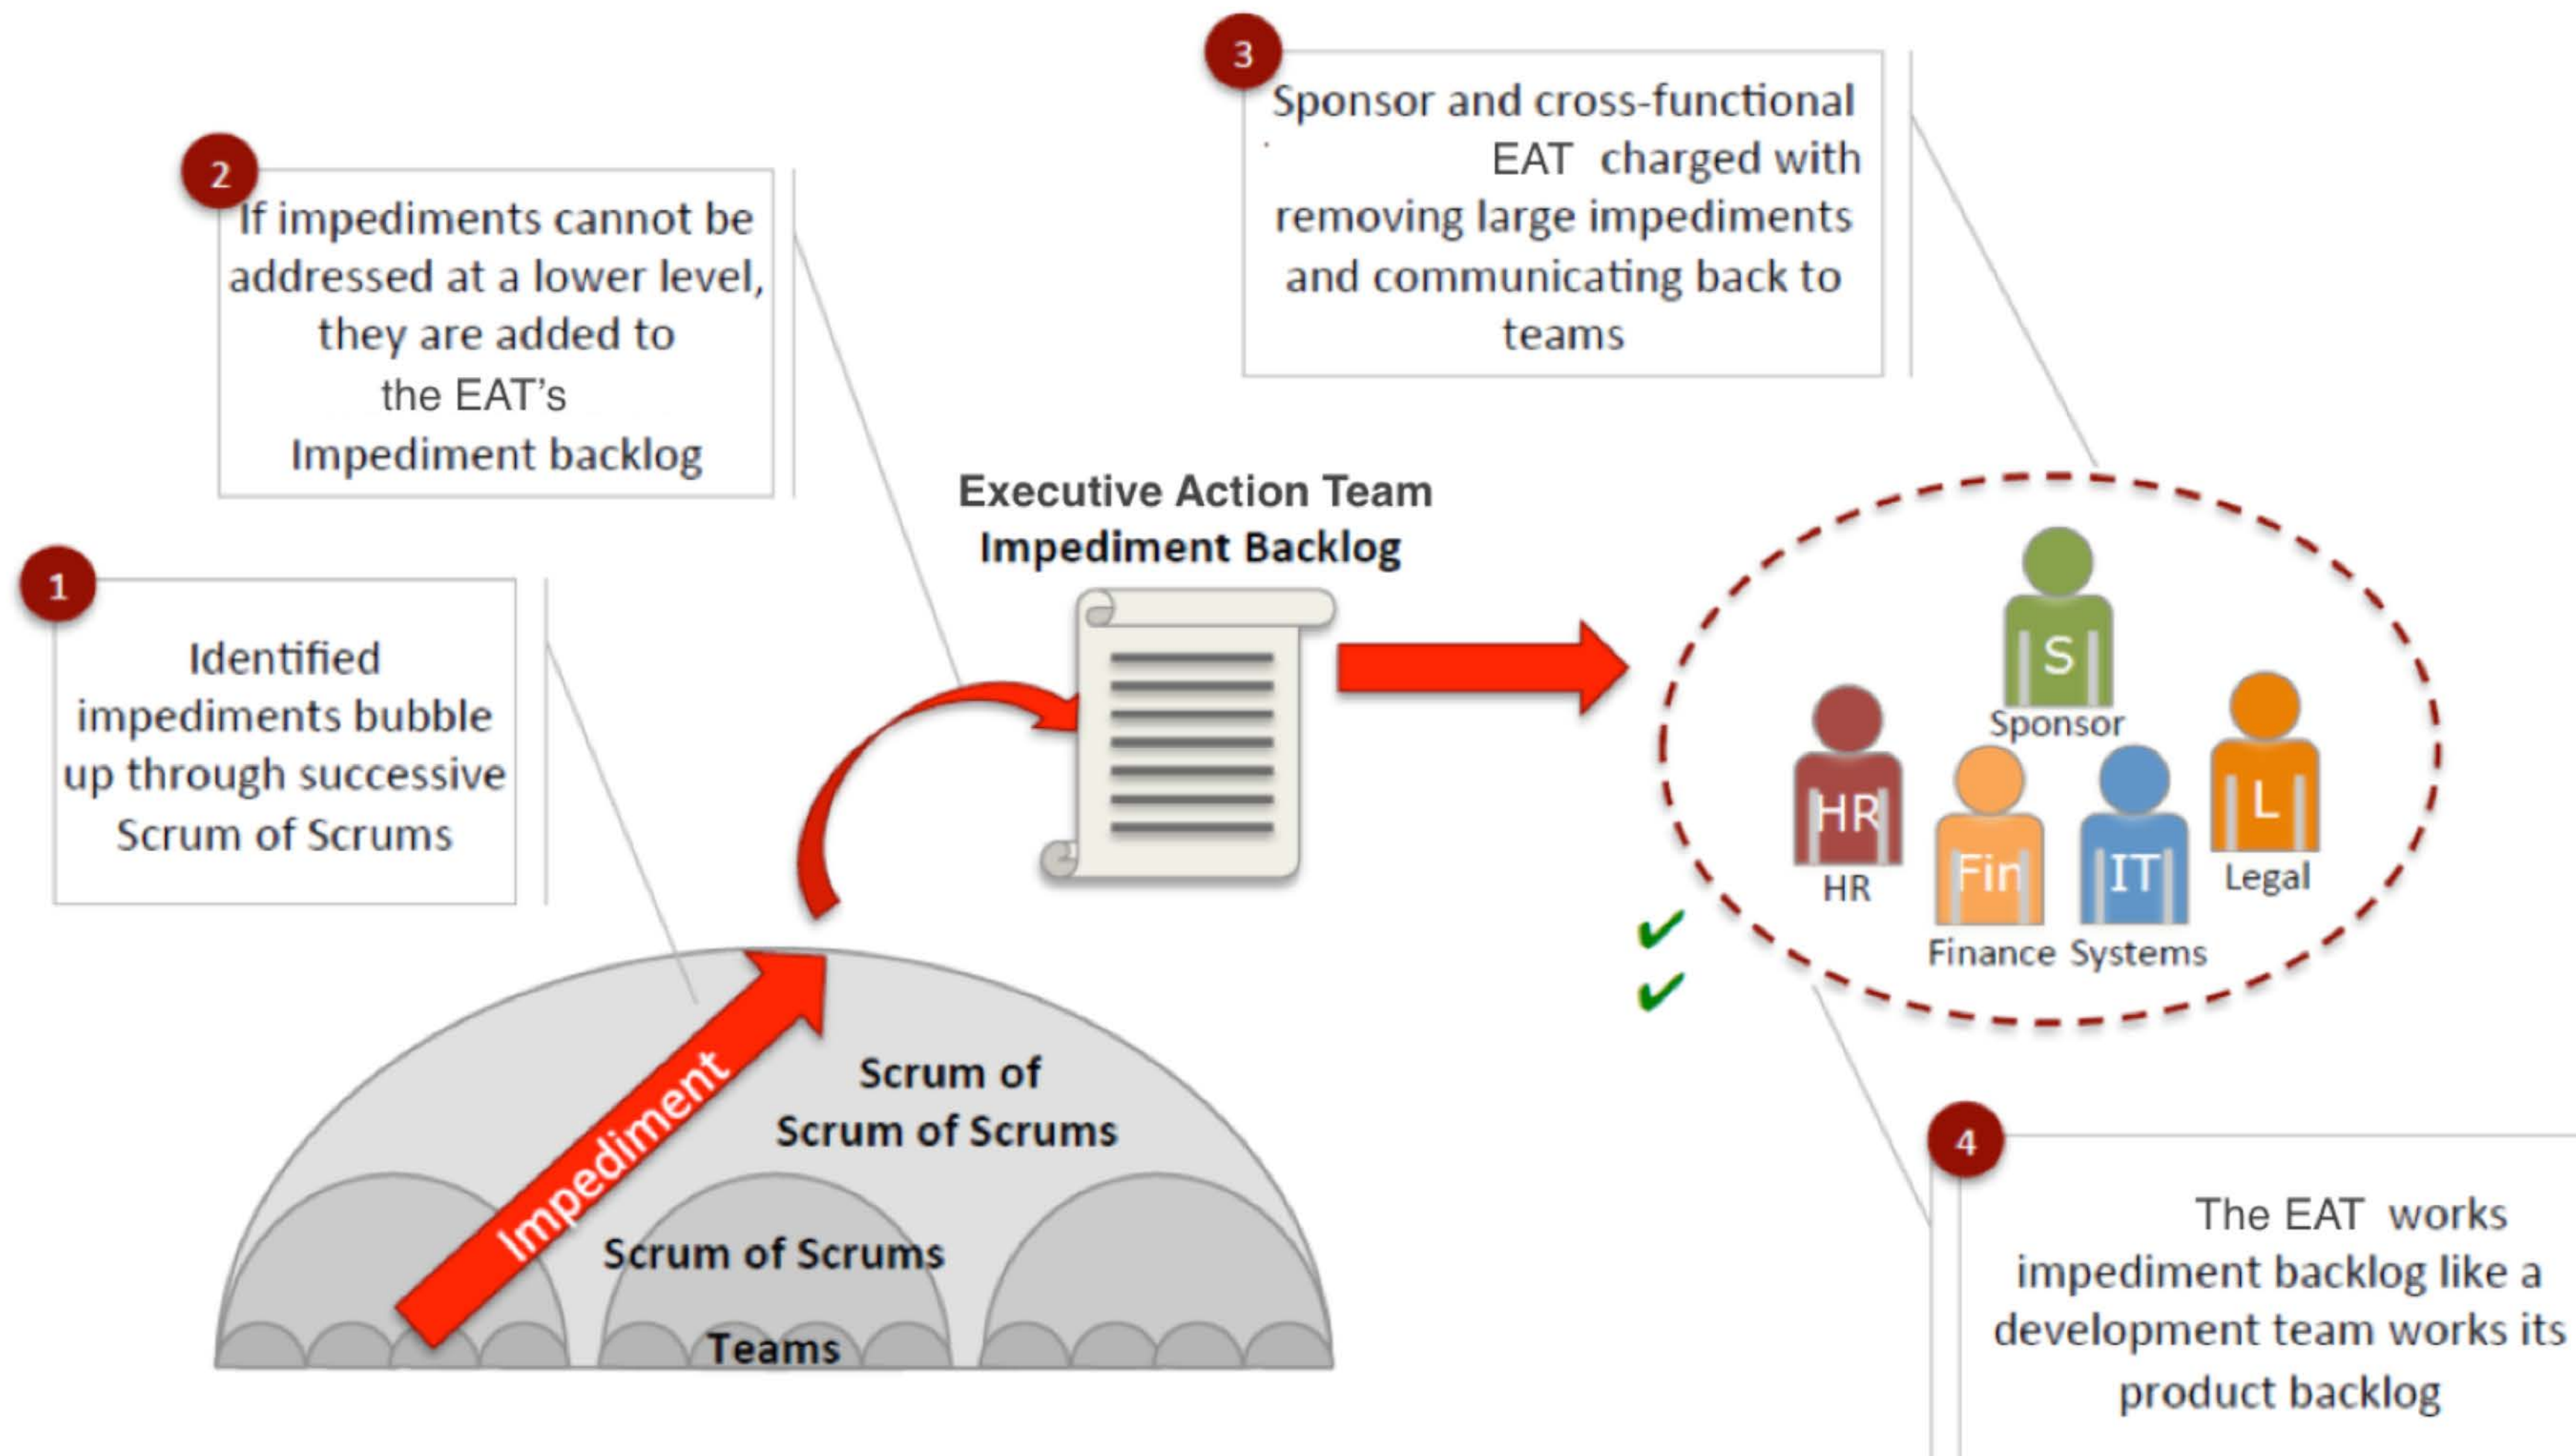 1
Identified
impediments bubble
up through successive
Scrum of Scrums
2
If impediments cannot be
addressed at a lower level,
they are added to
the EAT's
Impediment backlog
3
Sponsor and cross-functional
EAT charged with
removing large impediments
and communicating back to
teams
Executive Action Team
Impediment Backlog
S
Sponsor
HR
HR
Fin
Finance
IT
Systems
L
Legal
Impediment
Scrum of
Scrum of Scrums
Scrum of Scrums
Teams
4
The EAT works
impediment backlog like a
development team works its
product backlog